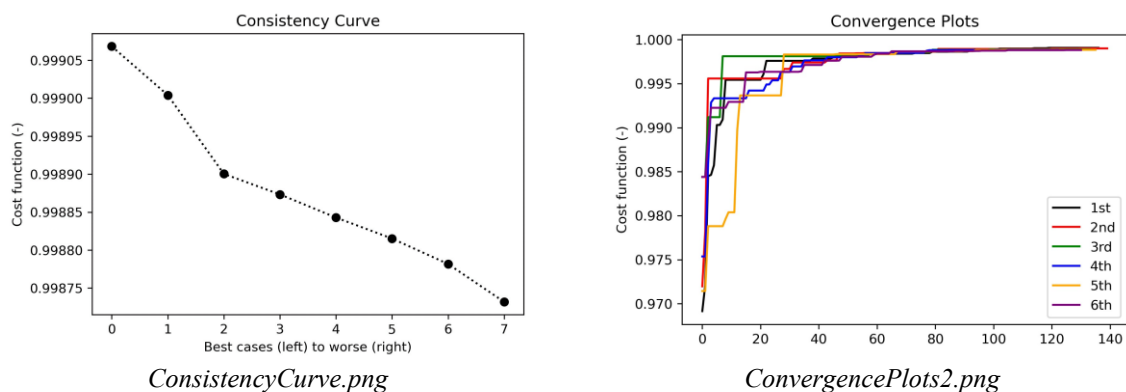 Consistency Curve
Cost function (-)
0.99905
0.99900
0.99895
0.99890
0.99885
0.99880
0.99875
0 1 2 3 4 5 6 7
Best cases (left) to worse (right)
ConsistencyCurve.png
Convergence Plots
Cost function (-)
1.000
0.995
0.990
0.985
0.980
0.975
0.970
0 20 40 60 80 100 120 140
1st
2nd
3rd
4th
5th
6th
ConvergencePlots2.png